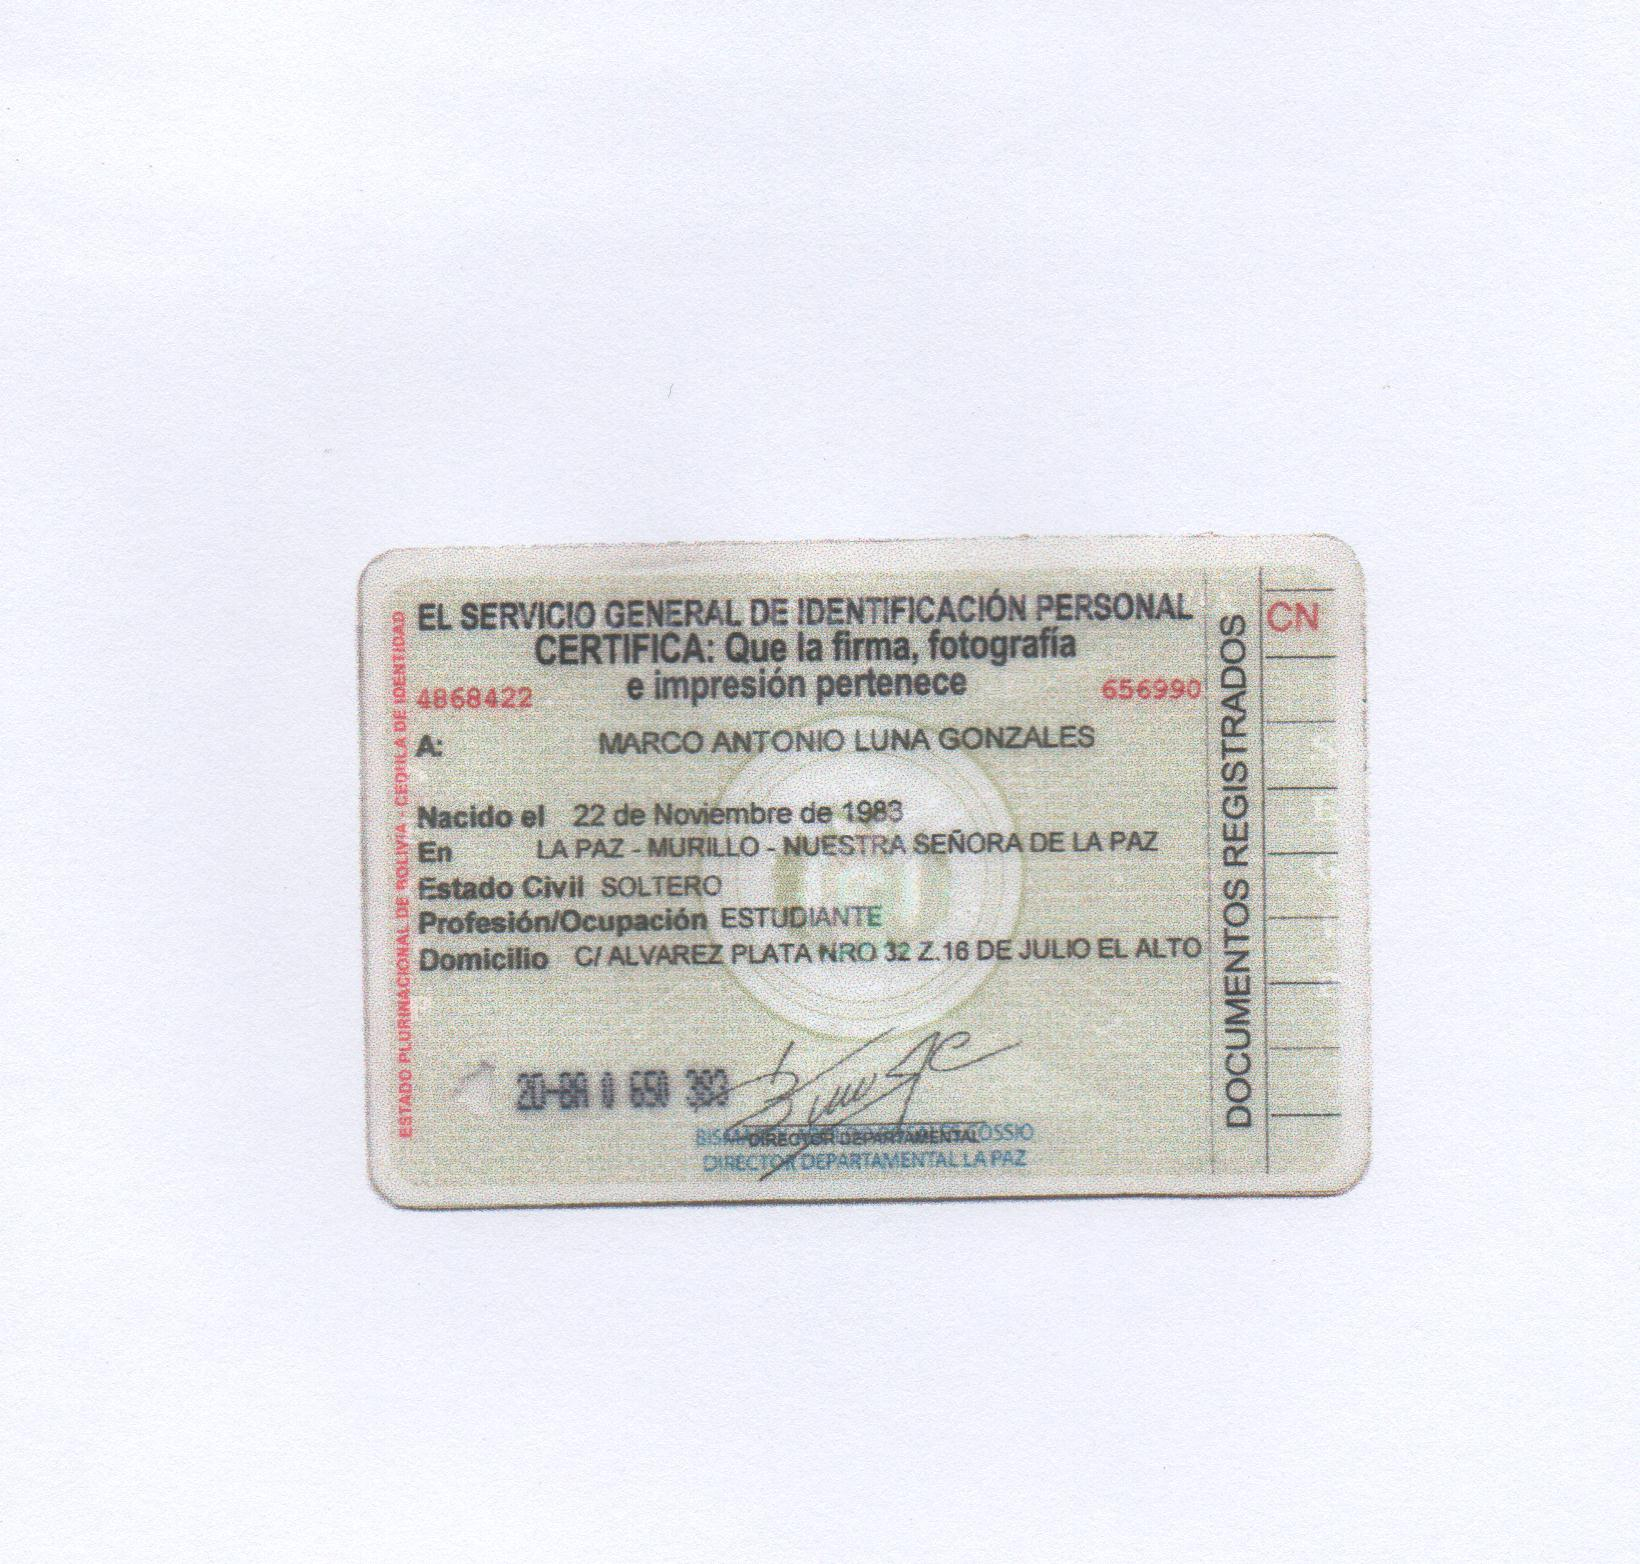 EL SERVICIO GENERAL DE IDENTIFICACIÓN PERSONAL
CERTIFICA: Que la firma, fotografía
e impresión pertenece
4868422
656990
A: MARCO ANTONIO LUNA GONZALES
Nacido el 22 de Noviembre de 1983
En LA PAZ - MURILLO - NUESTRA SEÑORA DE LA PAZ
Estado Civil SOLTERO
Profesión/Ocupación ESTUDIANTE
Domicilio C/ ALVAREZ PLATA NRO 32 Z.16 DE JULIO EL ALTO
DIRECTOR DEPARTAMENTAL
COSSIO
DIRECTOR DEPARTAMENTAL LA PAZ
ESTADO PLURINACIONAL DE BOLIVIA - CEDULA DE IDENTIDAD
DOCUMENTOS REGISTRADOS
CN